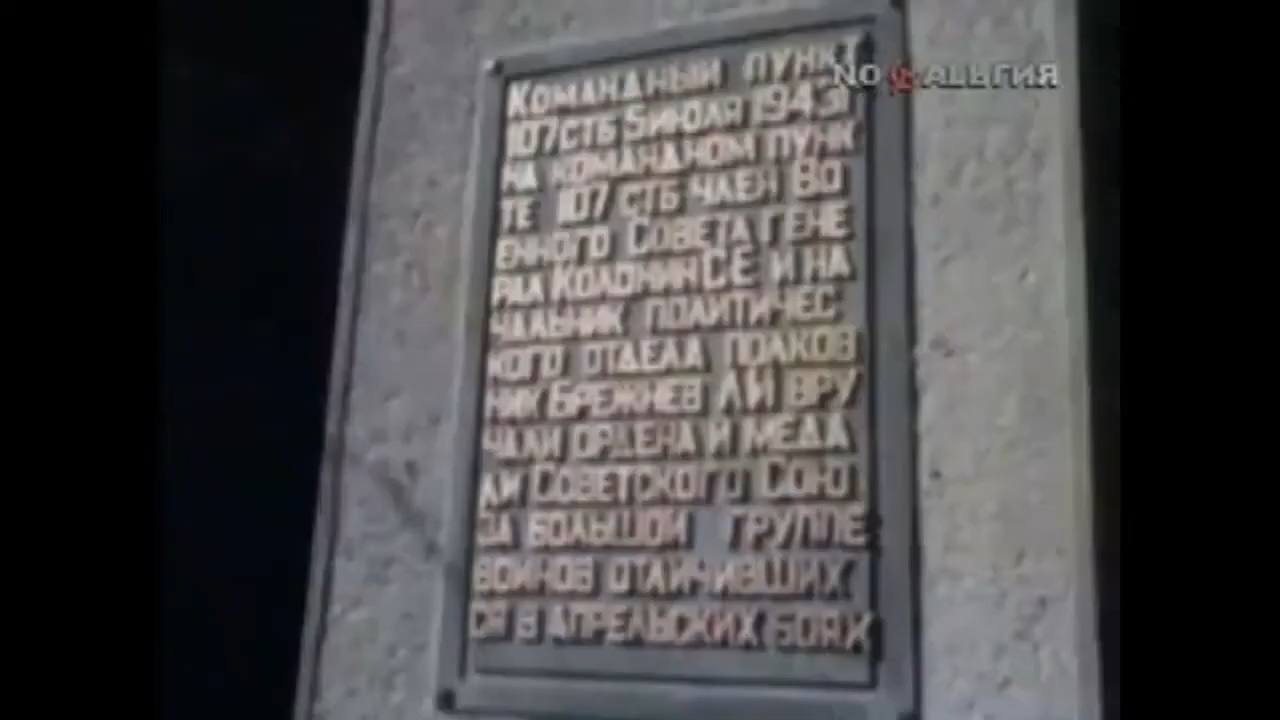 НОСТАЛЬГИЯ
КОМАНДНЫЙ ПУНКТ
107 СТБ 5 ИЮЛЯ 1943
НА КОМАНДНОМ ПУНК
ТЕ 107 СТБ ЧЛЕН ВО
ЕННОГО СОВЕТА ГЕНЕ
РАЛ КОЛОНИН С Е И НА
ЧАЛЬНИК ПОЛИТИЧЕС
КОГО ОТДЕЛА ПОЛКОВ
НИК БРЕЖНЕВ Л И ВРУ
ЧАЛИ ОРДЕНА И МЕДА
ЛИ СОВЕТСКОГО СОЮ
ЗА БОЛЬШОЙ ГРУППЕ
ВОИНОВ ОТЛИЧИВШИХ
СЯ В АПРЕЛЬСКИХ БОЯХ